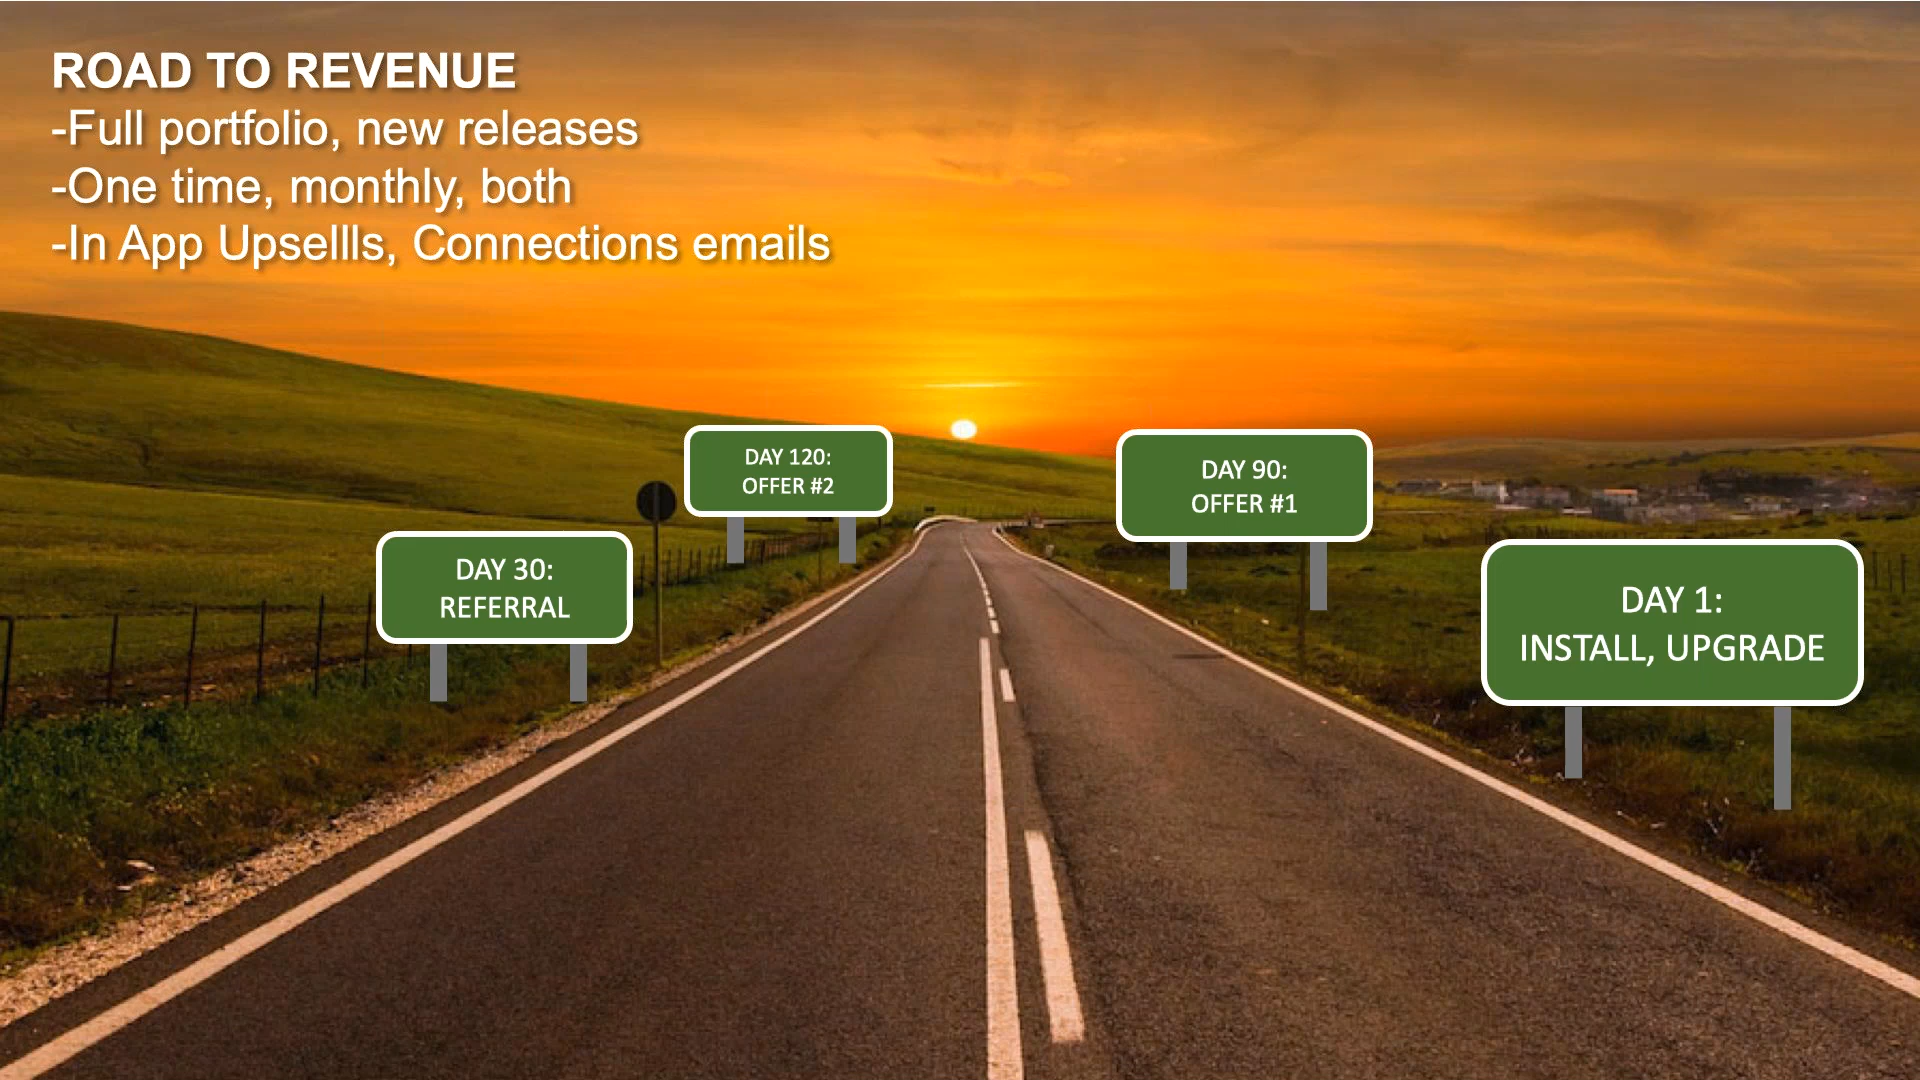 ROAD TO REVENUE
-Full portfolio, new releases
-One time, monthly, both
-In App Upsellls, Connections emails
DAY 120:
OFFER #2
DAY 90:
OFFER #1
DAY 30:
REFERRAL
DAY 1:
INSTALL, UPGRADE